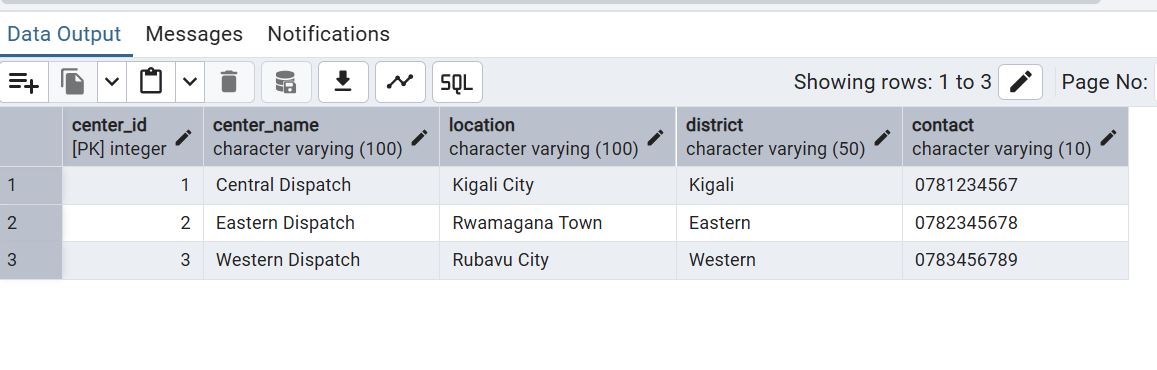 Data Output Messages Notifications
SQL Showing rows: 1 to 3 Page No:
center_id center_name location district contact
[PK] integer character varying (100) character varying (100) character varying (50) character varying (10)
1 1 Central Dispatch Kigali City Kigali 0781234567
2 2 Eastern Dispatch Rwamagana Town Eastern 0782345678
3 3 Western Dispatch Rubavu City Western 0783456789